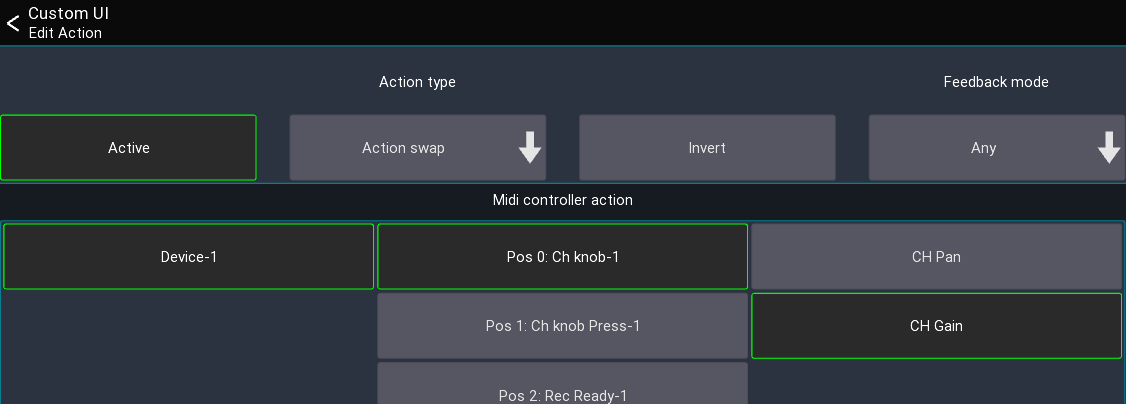 Custom UI
Edit Action
Action type
Feedback mode
Active
Action swap
Invert
Any
Midi controller action
Device-1
Pos 0: Ch knob-1
CH Pan
Pos 1: Ch knob Press-1
CH Gain
Pos 2: Rec Ready-1